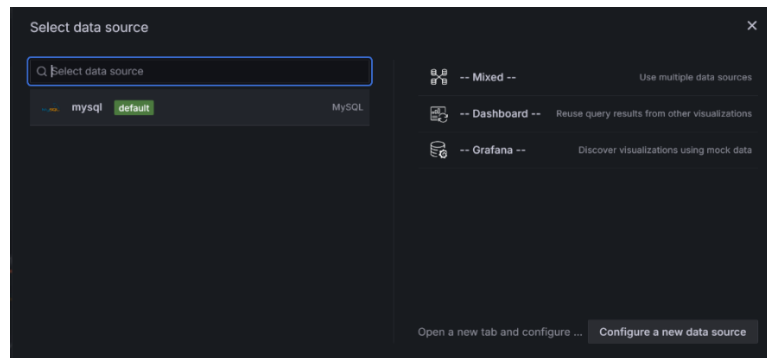 Select data source
Select data source
mysql default MySQL
-- Mixed -- Use multiple data sources
-- Dashboard -- Reuse query results from other visualizations
-- Grafana -- Discover visualizations using mock data
Open a new tab and configure ... Configure a new data source